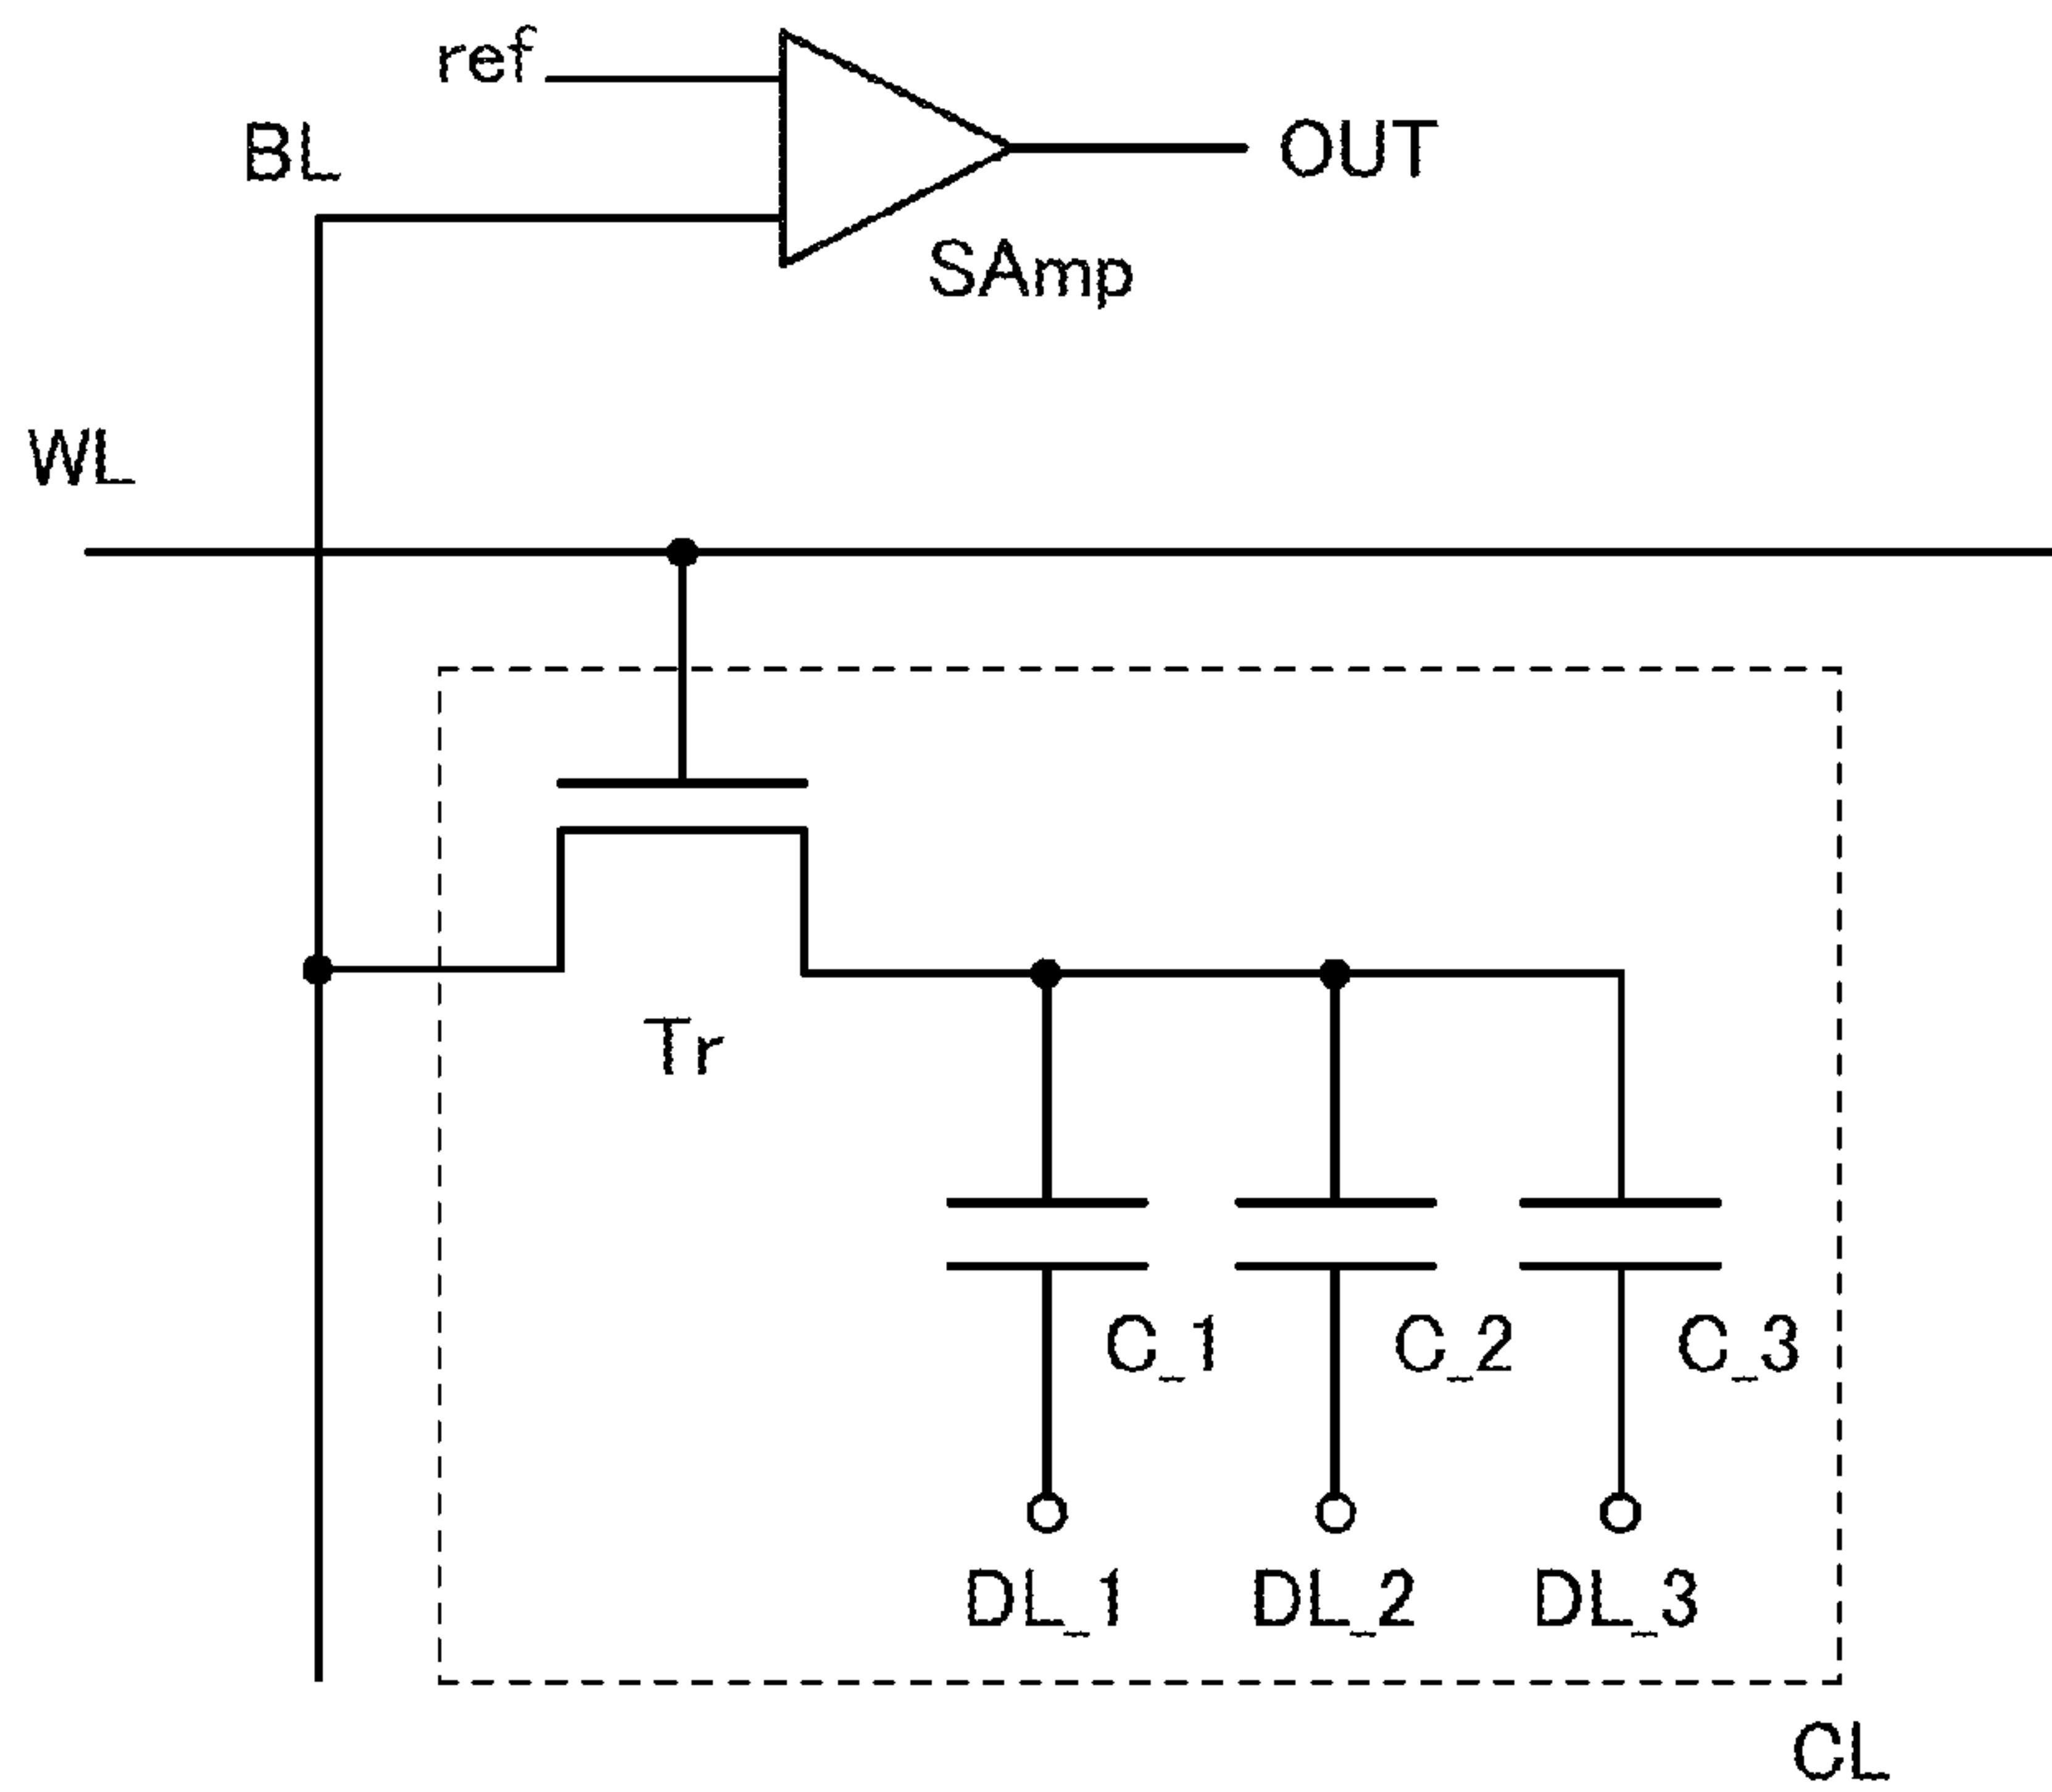 ref
BL
OUT
SAmp
WL
Tr
C_1
C_2
C_3
DL_1
DL_2
DL_3
CL